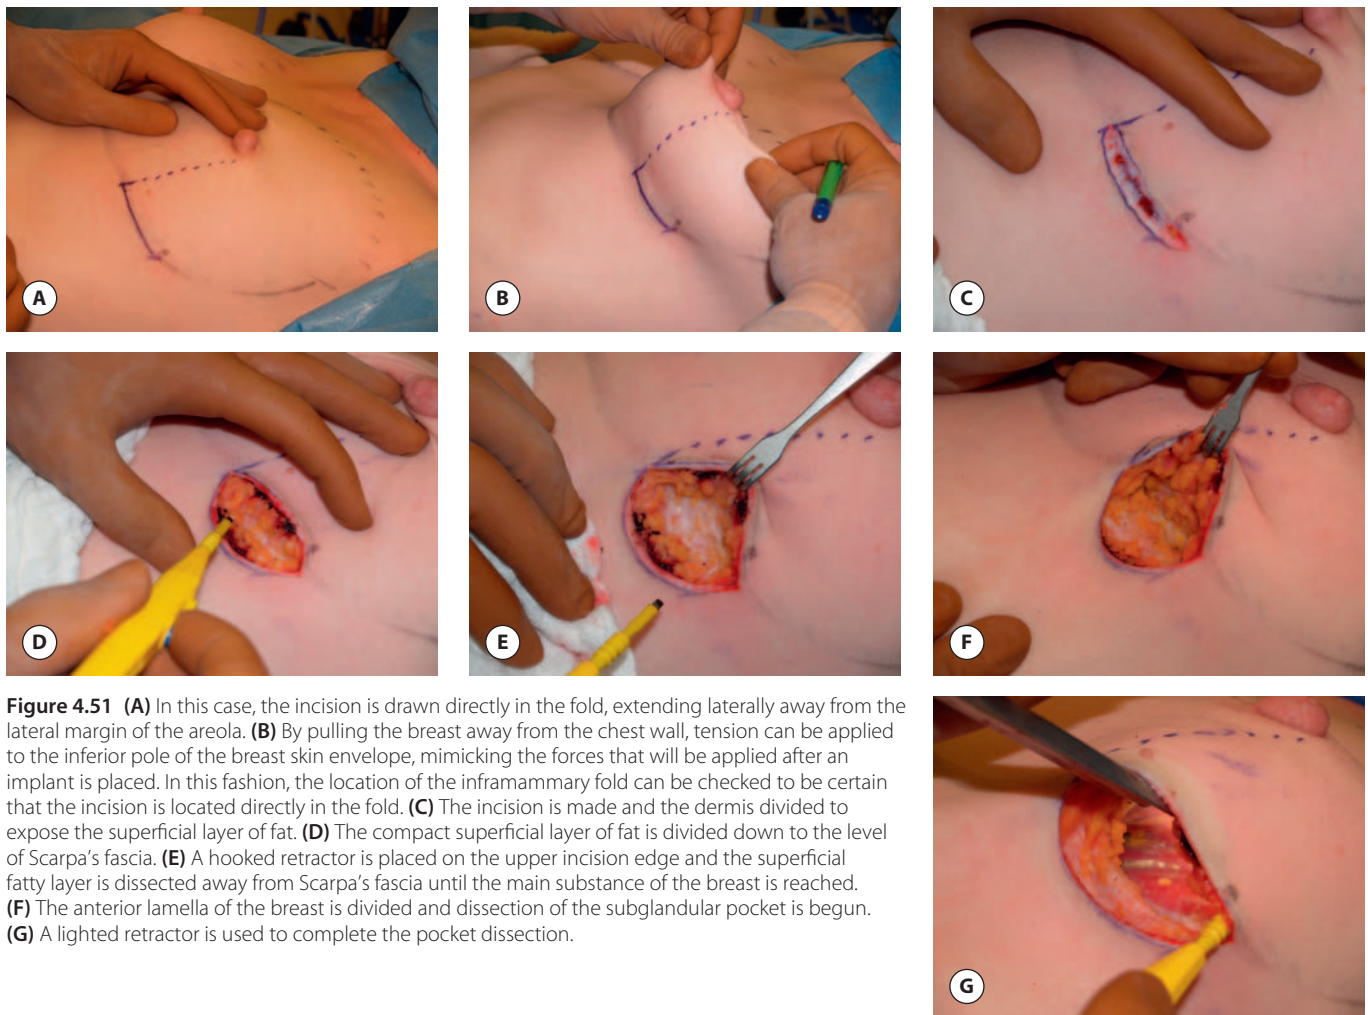 A
B
C
D
E
F
Figure 4.51 (A) In this case, the incision is drawn directly in the fold, extending laterally away from the
lateral margin of the areola. (B) By pulling the breast away from the chest wall, tension can be applied
to the inferior pole of the breast skin envelope, mimicking the forces that will be applied after an
implant is placed. In this fashion, the location of the inframammary fold can be checked to be certain
that the incision is located directly in the fold. (C) The incision is made and the dermis divided to
expose the superficial layer of fat. (D) The compact superficial layer of fat is divided down to the level
of Scarpa’s fascia. (E) A hooked retractor is placed on the upper incision edge and the superficial
fatty layer is dissected away from Scarpa’s fascia until the main substance of the breast is reached.
(F) The anterior lamella of the breast is divided and dissection of the subglandular pocket is begun.
(G) A lighted retractor is used to complete the pocket dissection.
G